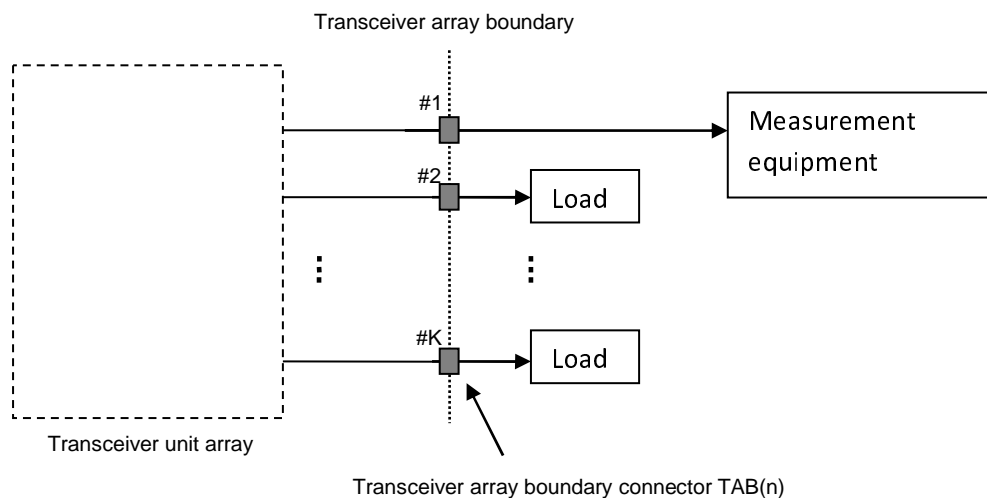 Transceiver array boundary
#1
Measurement
equipment
#2
Load
#K
Load
Transceiver unit array
Transceiver array boundary connector TAB(n)